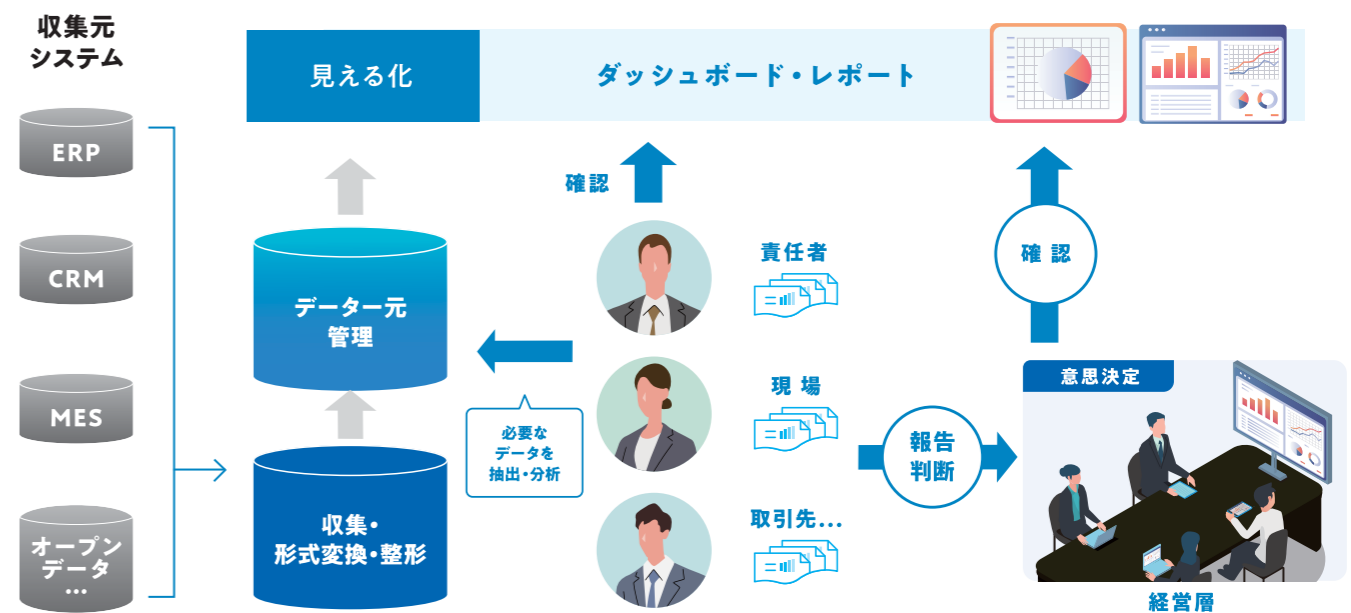 収集元
システム
ERP
CRM
MES
オープン
データ
...
見える化
ダッシュボード・レポート
データ一元
管理
収集・
形式変換・整形
確認
必要な
データを
抽出・分析
責任者
現場
取引先...
報告
判断
確認
意思決定
経営層